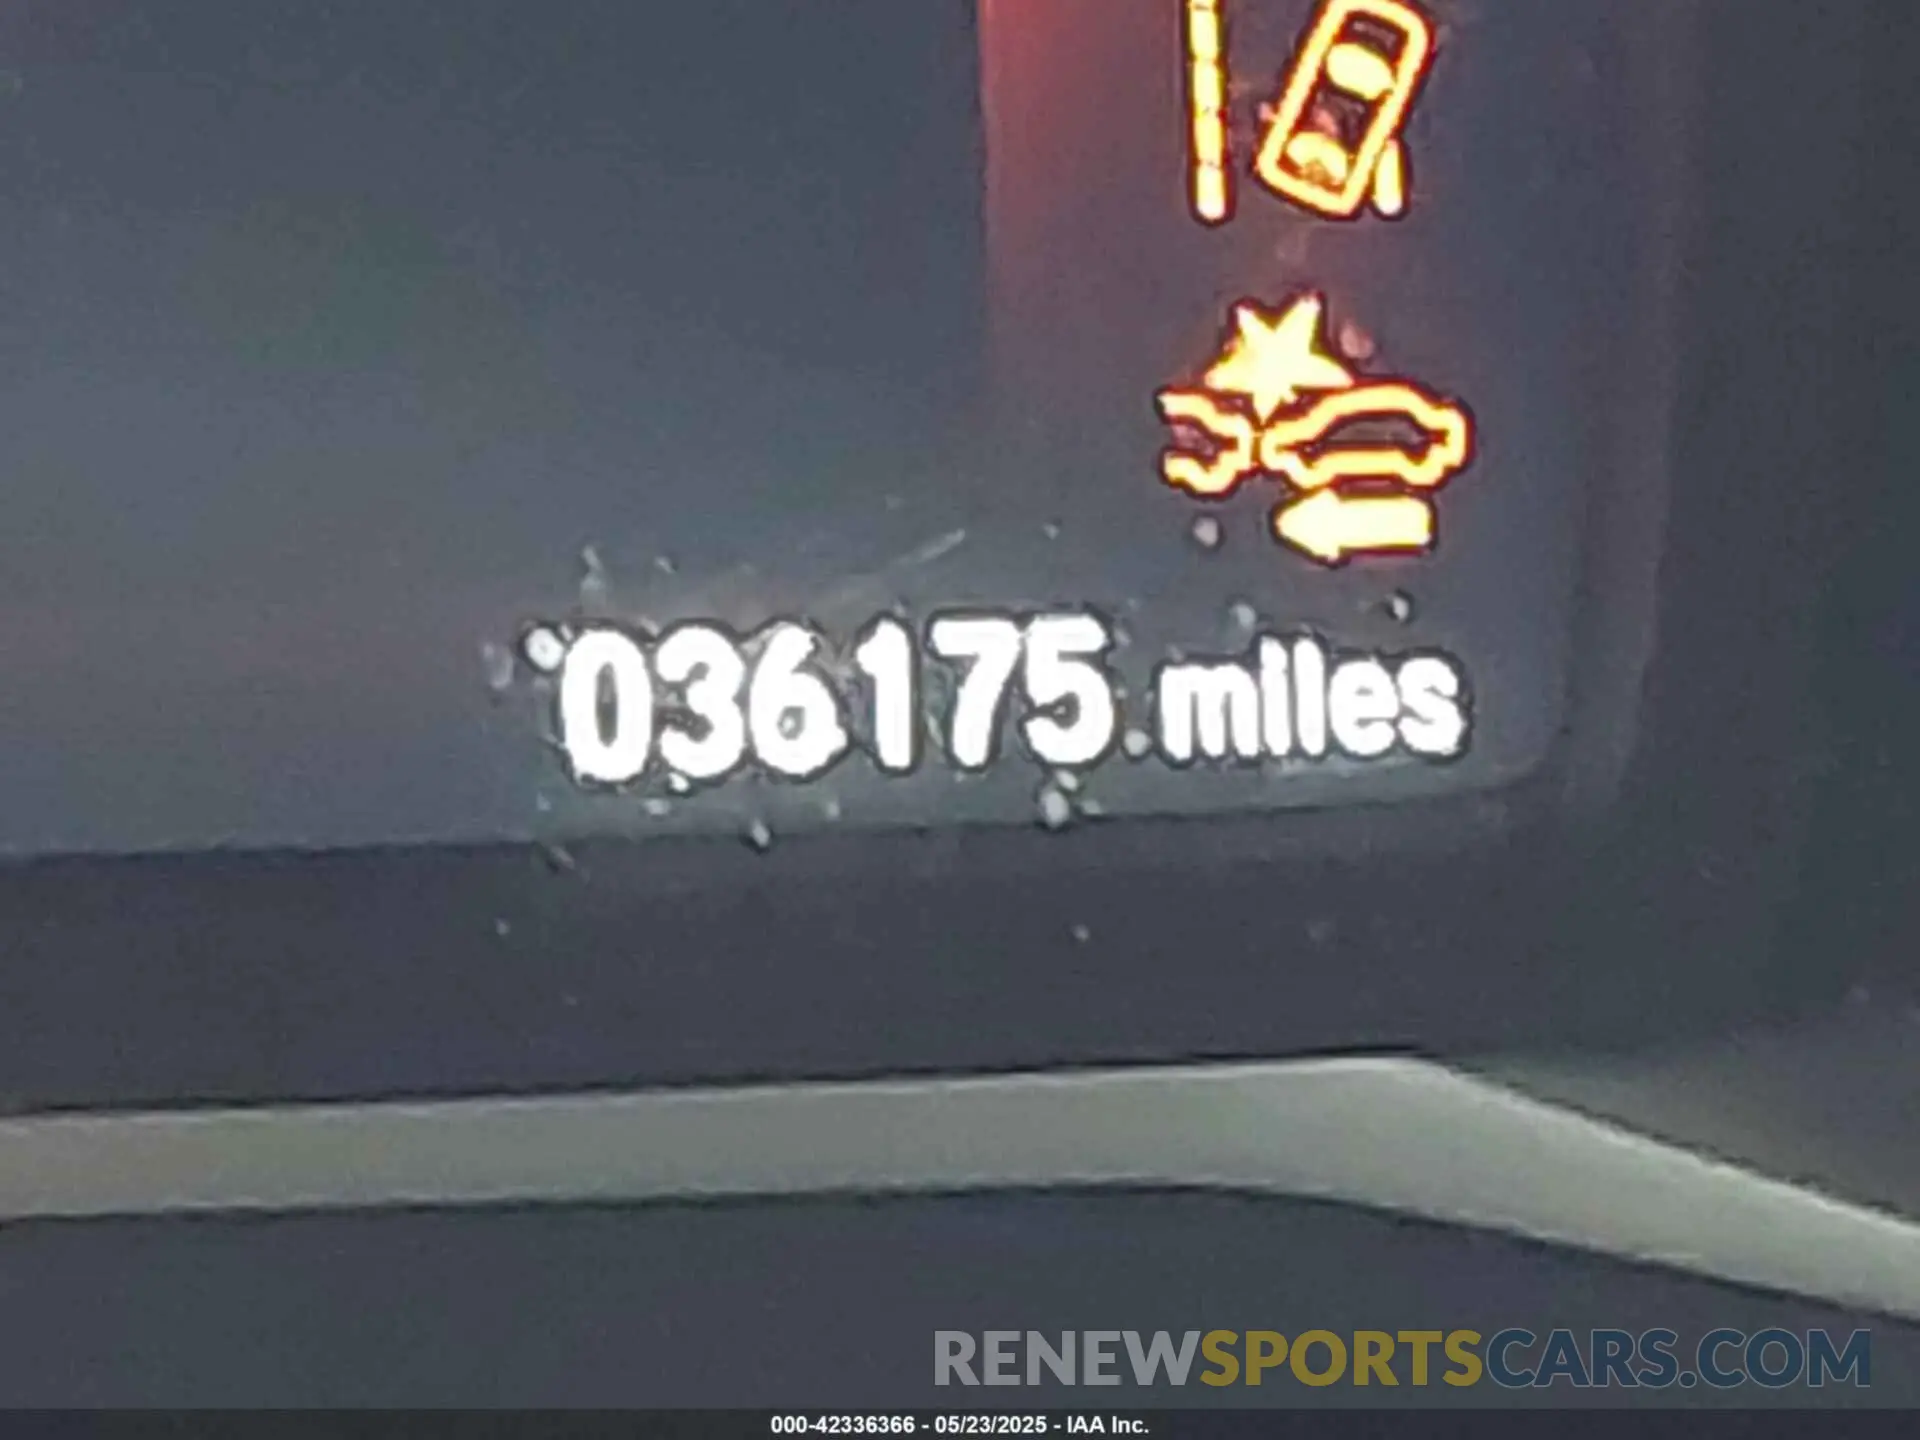 036175 miles
RENEWSPORTSCARS.COM
000-42336366 - 05/23/2025 - IAA Inc.